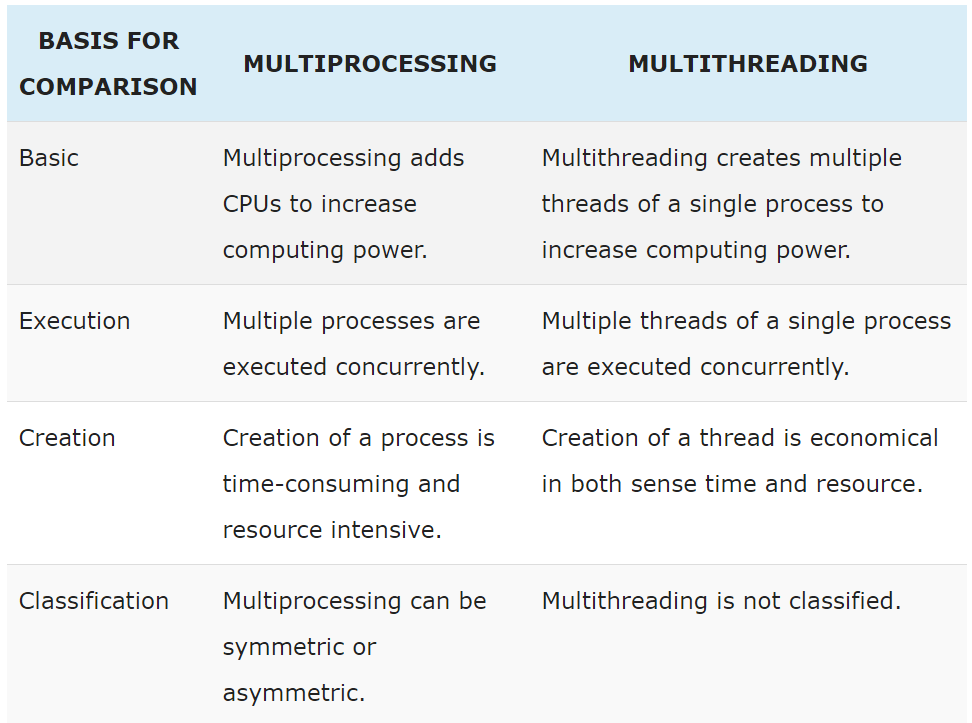 BASIS FOR
COMPARISON
MULTIPROCESSING
MULTITHREADING
Basic
Multiprocessing adds
CPUs to increase
computing power.
Multithreading creates multiple
threads of a single process to
increase computing power.
Execution
Multiple processes are
executed concurrently.
Multiple threads of a single process
are executed concurrently.
Creation
Creation of a process is
time-consuming and
resource intensive.
Creation of a thread is economical
in both sense time and resource.
Classification
Multiprocessing can be
symmetric or
asymmetric.
Multithreading is not classified.